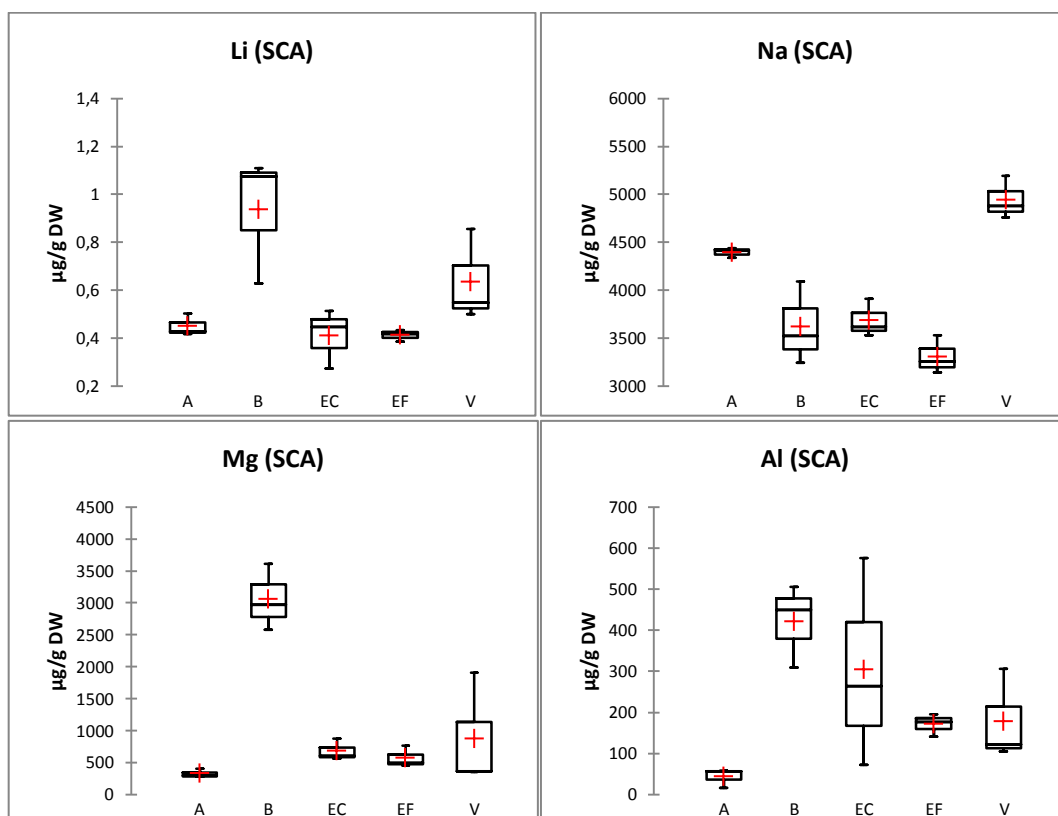 Li (SCA)
µg/g DW
1,4
1,2
1
0,8
0,6
0,4
0,2
A B EC EF V
Na (SCA)
µg/g DW
6000
5500
5000
4500
4000
3500
3000
A B EC EF V
Mg (SCA)
µg/g DW
4500
4000
3500
3000
2500
2000
1500
1000
500
0
A B EC EF V
Al (SCA)
µg/g DW
700
600
500
400
300
200
100
0
A B EC EF V